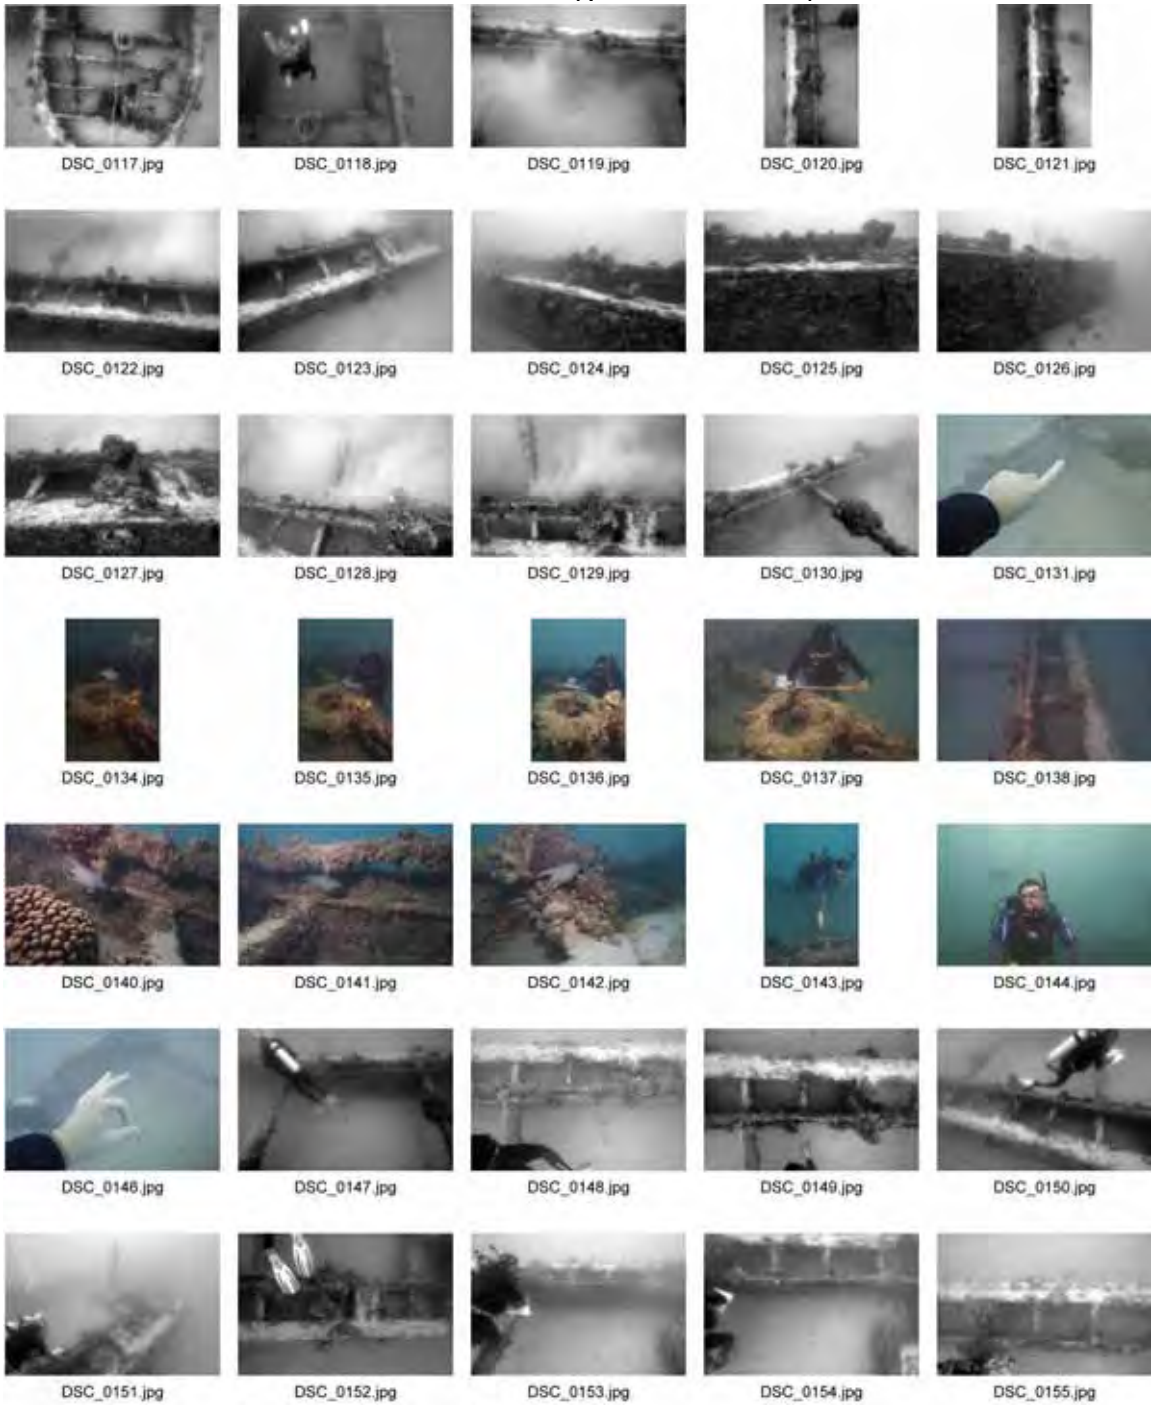 DSC_0117.jpg DSC_0118.jpg DSC_0119.jpg DSC_0120.jpg DSC_0121.jpg
DSC_0122.jpg DSC_0123.jpg DSC_0124.jpg DSC_0125.jpg DSC_0126.jpg
DSC_0127.jpg DSC_0128.jpg DSC_0129.jpg DSC_0130.jpg DSC_0131.jpg
DSC_0134.jpg DSC_0135.jpg DSC_0136.jpg DSC_0137.jpg DSC_0138.jpg
DSC_0140.jpg DSC_0141.jpg DSC_0142.jpg DSC_0143.jpg DSC_0144.jpg
DSC_0146.jpg DSC_0147.jpg DSC_0148.jpg DSC_0149.jpg DSC_0150.jpg
DSC_0151.jpg DSC_0152.jpg DSC_0153.jpg DSC_0154.jpg DSC_0155.jpg